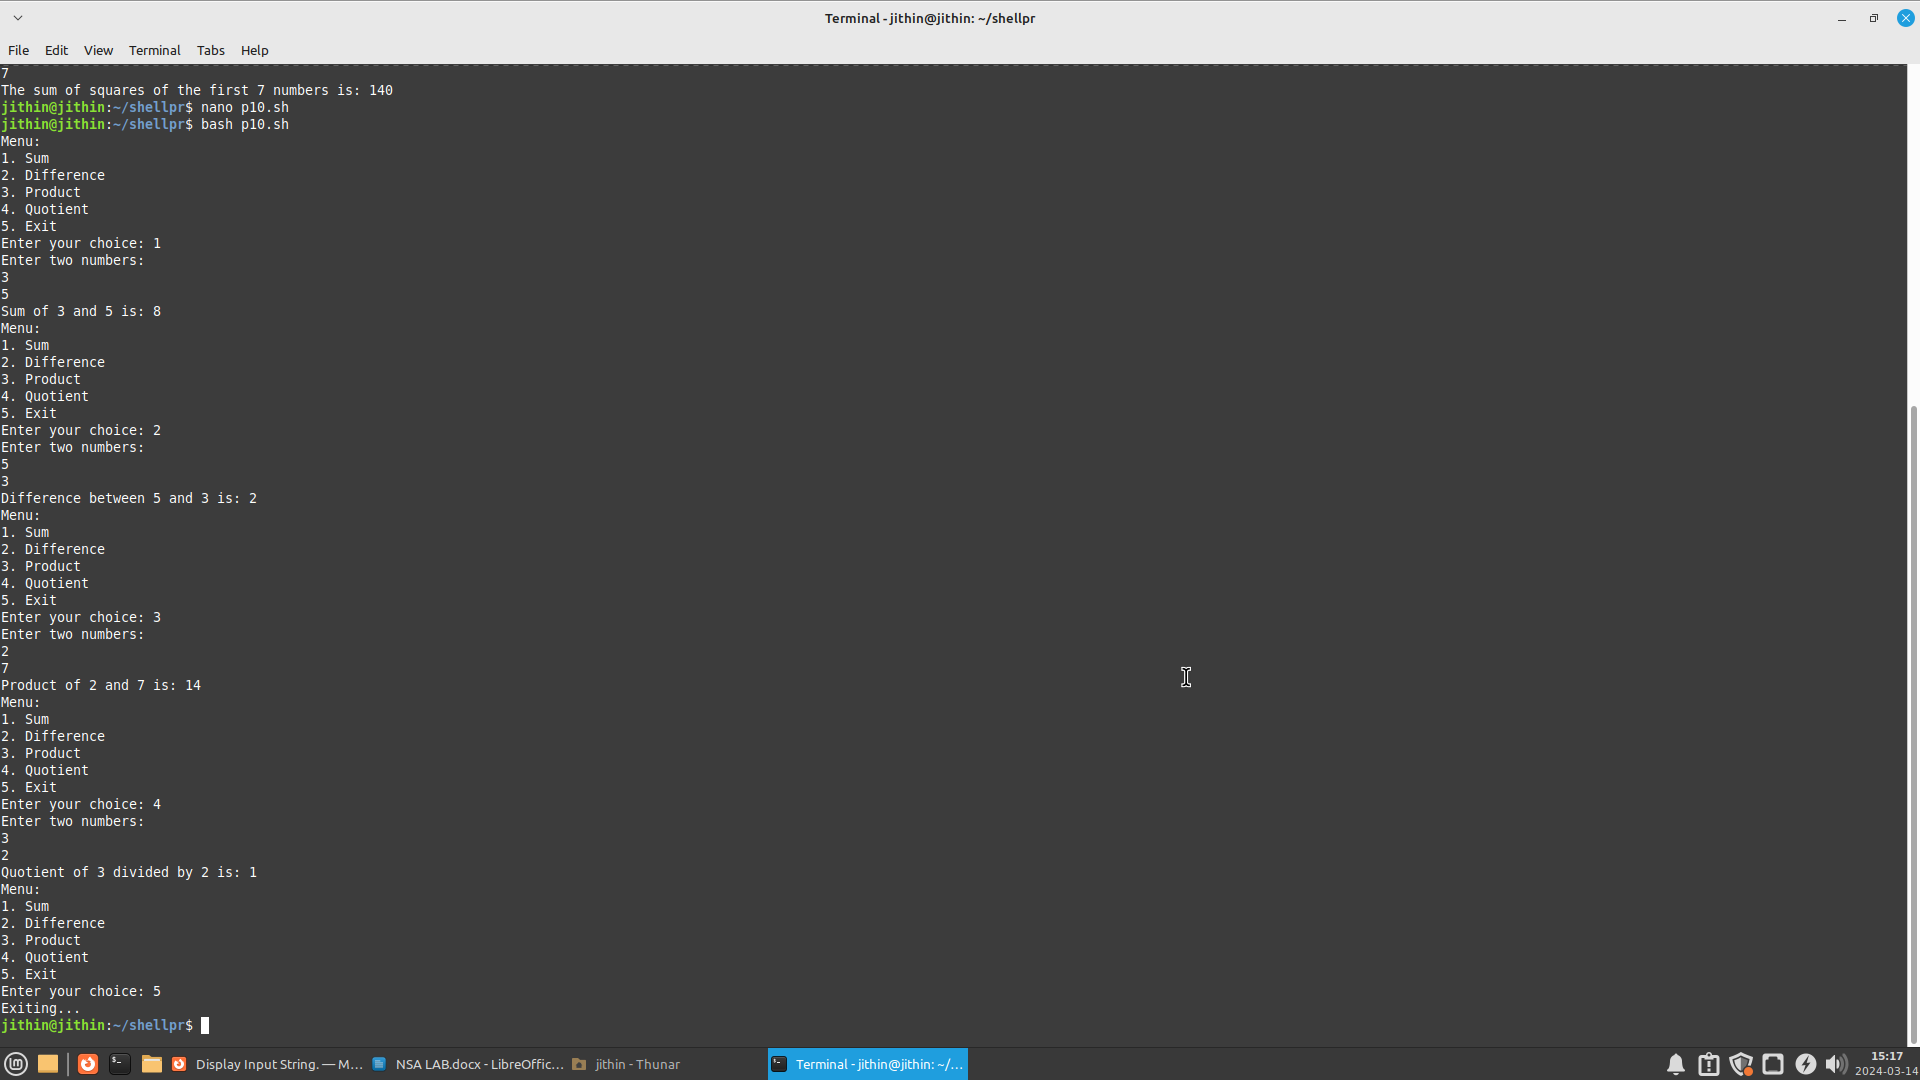 Terminal - jithin@jithin: ~/shellpr
File Edit View Terminal Tabs Help
7
The sum of squares of the first 7 numbers is: 140
jithin@jithin:~/shellpr$ nano p10.sh
jithin@jithin:~/shellpr$ bash p10.sh
Menu:
1. Sum
2. Difference
3. Product
4. Quotient
5. Exit
Enter your choice: 1
Enter two numbers:
3
5
Sum of 3 and 5 is: 8
Menu:
1. Sum
2. Difference
3. Product
4. Quotient
5. Exit
Enter your choice: 2
Enter two numbers:
5
3
Difference between 5 and 3 is: 2
Menu:
1. Sum
2. Difference
3. Product
4. Quotient
5. Exit
Enter your choice: 3
Enter two numbers:
2
7
Product of 2 and 7 is: 14
Menu:
1. Sum
2. Difference
3. Product
4. Quotient
5. Exit
Enter your choice: 4
Enter two numbers:
3
2
Quotient of 3 divided by 2 is: 1
Menu:
1. Sum
2. Difference
3. Product
4. Quotient
5. Exit
Enter your choice: 5
Exiting...
jithin@jithin:~/shellpr$
Display Input String. — M... NSA LAB.docx - LibreOffic... jithin - Thunar Terminal - jithin@jithin: ~/... 15:17
2024-03-14